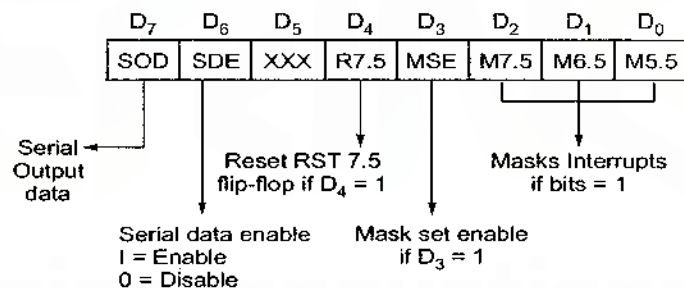 D7 D6 D5 D4 D3 D2 D1 D0
SOD SDE XXX R7.5 MSE M7.5 M6.5 M5.5
Serial
Output
data
Reset RST 7.5
flip-flop if D4 = 1
Masks Interrupts
if bits = 1
Serial data enable
I = Enable
0 = Disable
Mask set enable
if D3 = 1